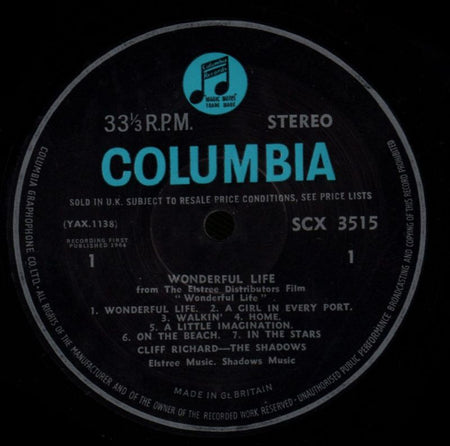 Columbia
Records
MAGIC NOTES
TRADE MARK
33⅓ R.P.M.
STEREO
COLUMBIA
SOLD IN U.K. SUBJECT TO RESALE PRICE CONDITIONS, SEE PRICE LISTS
(YAX.1138)
SCX 3515
RECORDING FIRST
PUBLISHED 1964
1
1
WONDERFUL LIFE
from The Elstree Distributors Film
"Wonderful Life"
1. WONDERFUL LIFE. 2. A GIRL IN EVERY PORT.
3. WALKIN' 4. HOME.
5. A LITTLE IMAGINATION.
6. ON THE BEACH. 7. IN THE STARS
CLIFF RICHARD—THE SHADOWS
Elstree Music. Shadows Music
MADE IN Gt. BRITAIN
COLUMBIA GRAPHOPHONE CO. LTD.· ALL RIGHTS OF THE MANUFACTURER AND OF THE OWNER OF THE RECORDED WORK RESERVED·UNAUTHORISED PUBLIC PERFORMANCE BROADCASTING AND COPYING OF THIS RECORD PROHIBITED